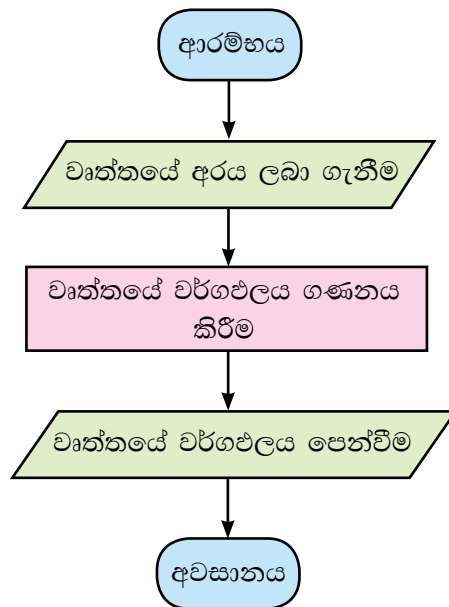 ආරම්භය
වෘත්තයේ අරය ලබා ගැනීම
වෘත්තයේ වර්ගඵලය ගණනය
කිරීම
වෘත්තයේ වර්ගඵලය පෙන්වීම
අවසානය